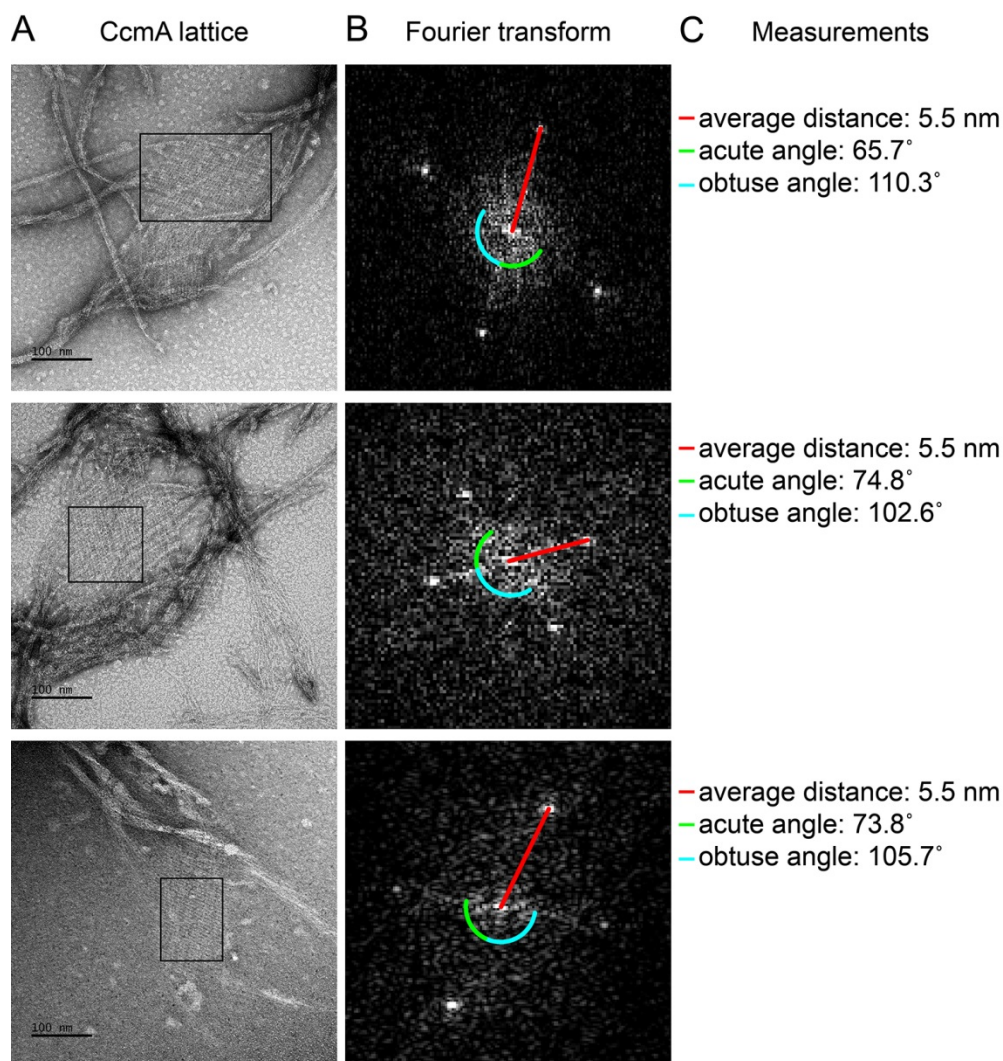 A CcmA lattice B Fourier transform C Measurements
average distance: 5.5 nm
acute angle: 65.7°
obtuse angle: 110.3°
100 nm
average distance: 5.5 nm
acute angle: 74.8°
obtuse angle: 102.6°
100 nm
average distance: 5.5 nm
acute angle: 73.8°
obtuse angle: 105.7°
100 nm